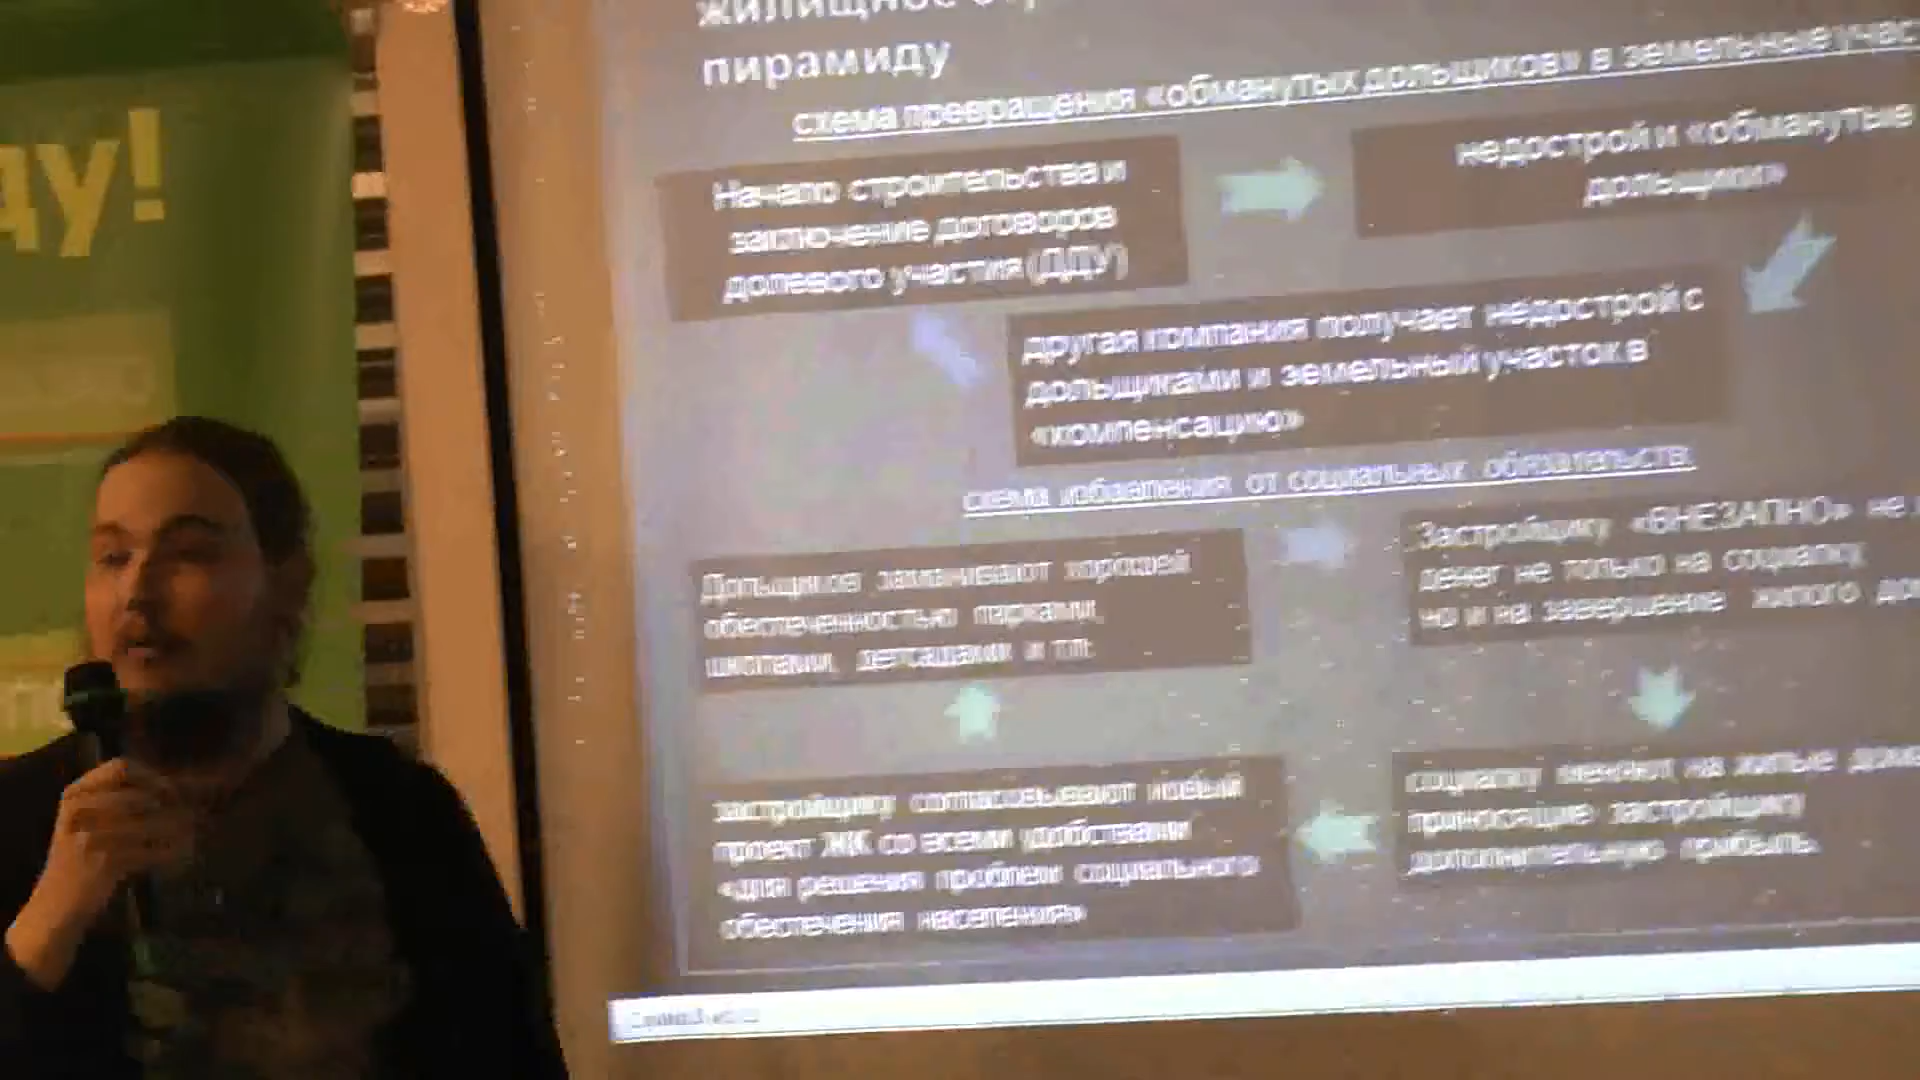 ду!
жилищное
пирамиду
схема превращения «обманутых дольщиков» в земельные
Начало строительства и
заключение договоров
долевого участия (ДДУ)
недострой и «обманутые
дольщики»
другая компания получает недострой с
дольщиками и земельный участок в
«компенсацию»
схема избавления от социальных обязательств
Дольщиков заманивают хорошей
обеспеченностью парками,
школами, детсадами и тп.
Застройщику «ВНЕЗАПНО» не
денег не только на социалку,
но и на завершение жилого
социалку меняют на жилые дома
приносящие застройщику
дополнительную прибыль.
застройщику согласовывают новый
проект ЖК со всеми удобствами
«для решения проблем социального
обеспечения населения»